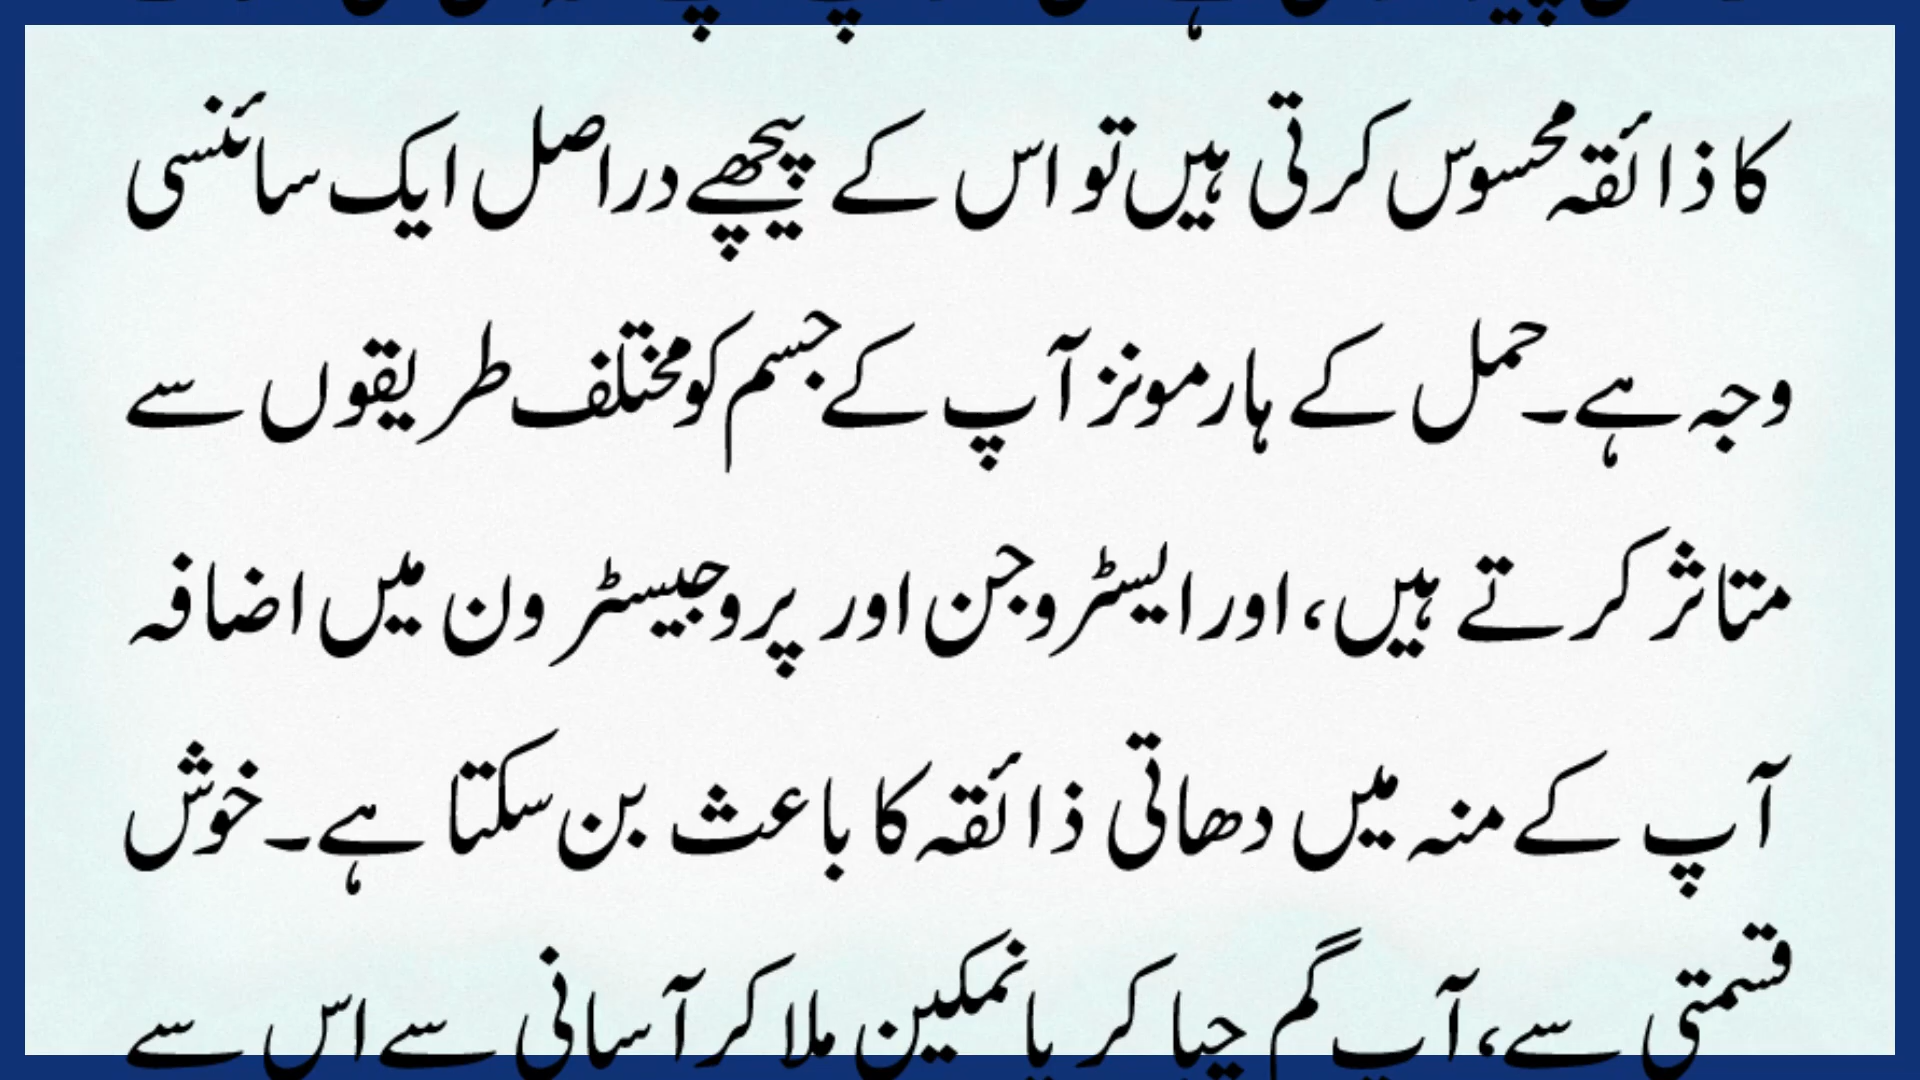 کا ذائقہ محسوس کرتی ہیں تو اس کے پیچھے دراصل ایک سائنسی
وجہ ہے۔ حمل کے ہارمونز آپ کے جسم کو مختلف طریقوں سے
متاثر کرتے ہیں، اور ایسٹروجن اور پروجیسٹرون میں اضافہ
آپ کے منہ میں دھاتی ذائقہ کا باعث بن سکتا ہے۔ خوش
قسمتی سے، آپ گم چبا کر یا نمکین ملا کر آسانی سے اس سے